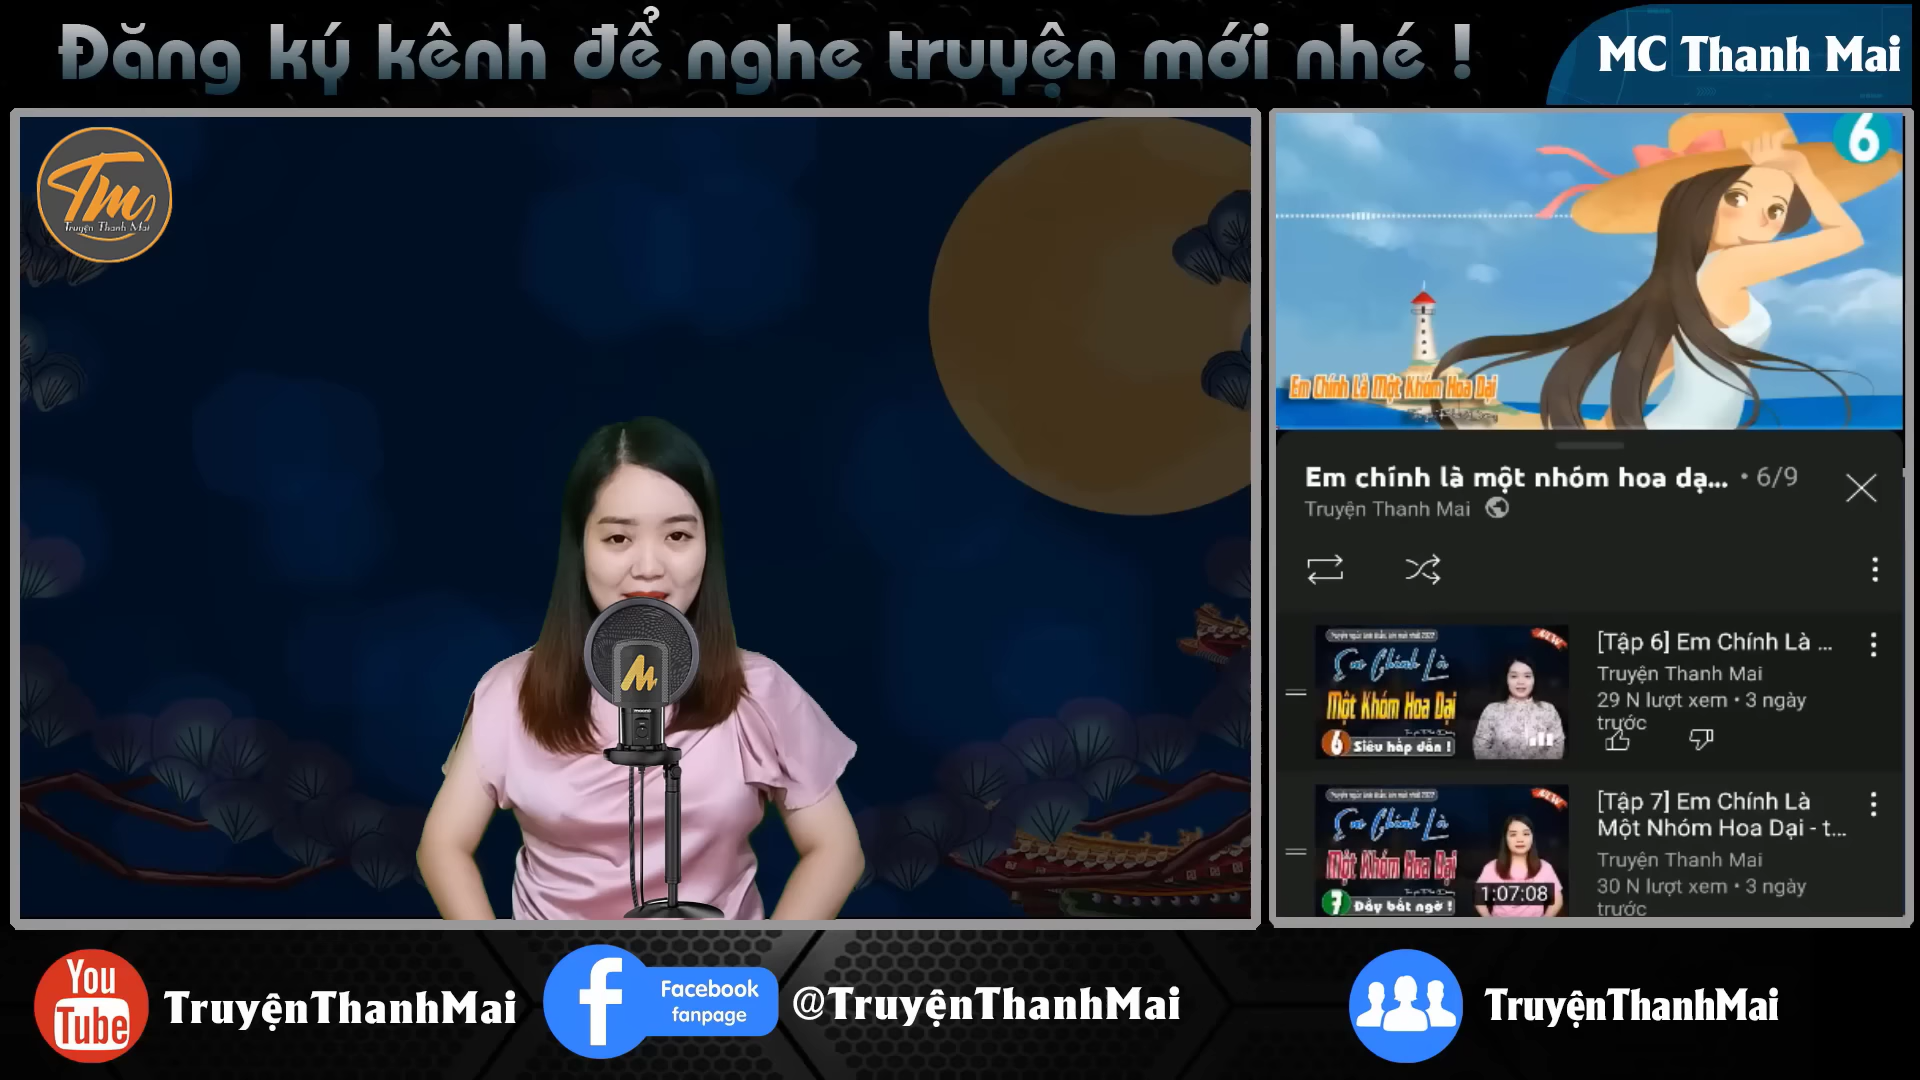 Đăng ký kênh để nghe truyện mới nhé !
MC Thanh Mai
Tm
Truyện Thanh Mai
6
Em Chính Là Một Khóm Hoa Dại
Em chính là một nhóm hoa dạ... • 6/9
Truyện Thanh Mai
[Tập 6] Em Chính Là ...
Truyện Thanh Mai
29 N lượt xem • 3 ngày
trước
Em Chính Là
Một Khóm Hoa Dại
6 Siêu hấp dẫn !
NEW
[Tập 7] Em Chính Là
Một Nhóm Hoa Dại - t...
Truyện Thanh Mai
30 N lượt xem • 3 ngày
trước
Em Chính Là
Một Khóm Hoa Dại
7 Đầy bất ngờ !
NEW
1:07:08
You
Tube
TruyệnThanhMai
Facebook
fanpage
@TruyệnThanhMai
TruyệnThanhMai